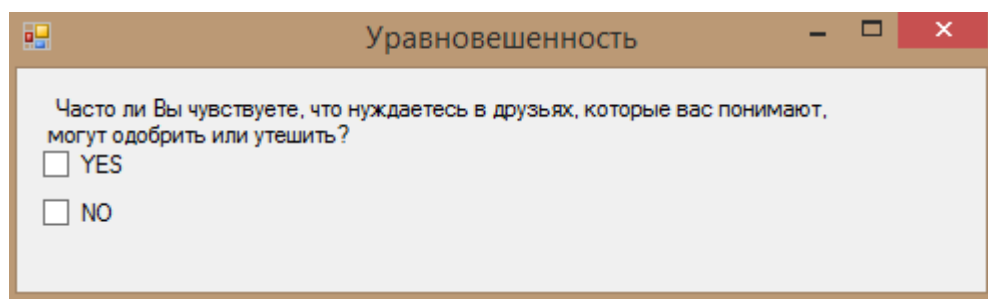 Уравновешенность
Часто ли Вы чувствуете, что нуждаетесь в друзьях, которые вас понимают,
могут одобрить или утешить?
YES
NO